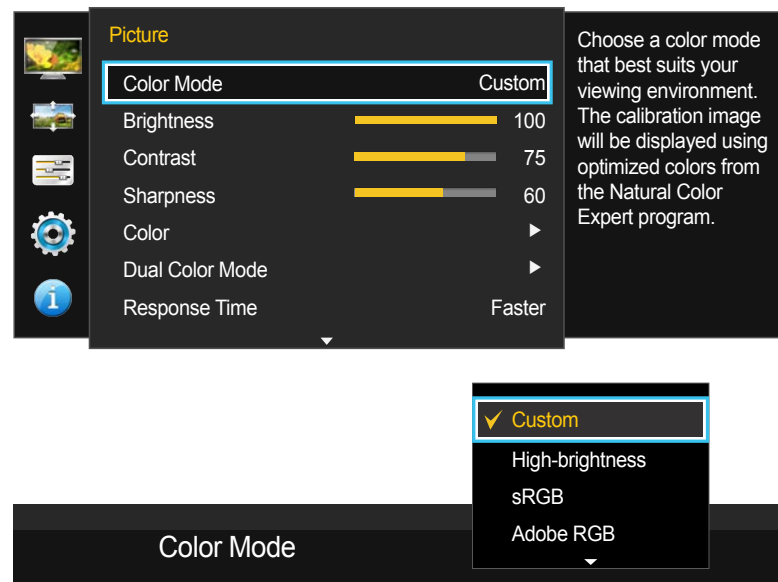 Picture
Color Mode Custom
Brightness 100
Contrast 75
Sharpness 60
Color
Dual Color Mode
Response Time Faster
Choose a color mode
that best suits your
viewing environment.
The calibration image
will be displayed using
optimized colors from
the Natural Color
Expert program.
Custom
High-brightness
sRGB
Adobe RGB
Color Mode